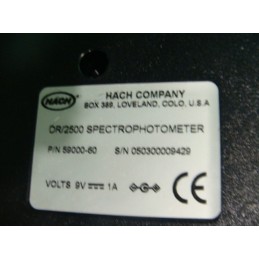 HACH
HACH COMPANY
BOX 389, LOVELAND, COLO. U.S.A
DR/2500 SPECTROPHOTOMETER
P/N 59000-60 S/N 050300009429
VOLTS 9V 1A
CE